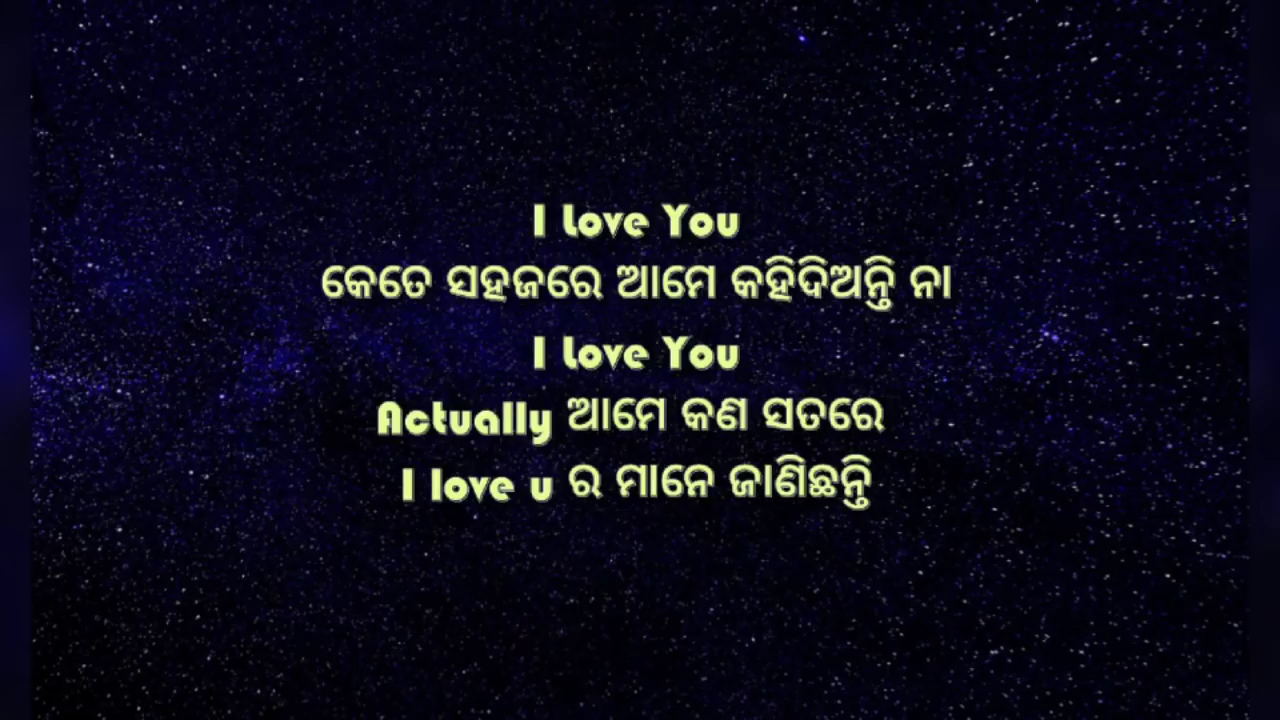 I Love You
କେତେ ସହଜରେ ଆମେ କହିଦିଅନ୍ତି ନା
I Love You
Actually ଆମେ କଣ ସତରେ
I love u ର ମାନେ ଜାଣିଛନ୍ତି